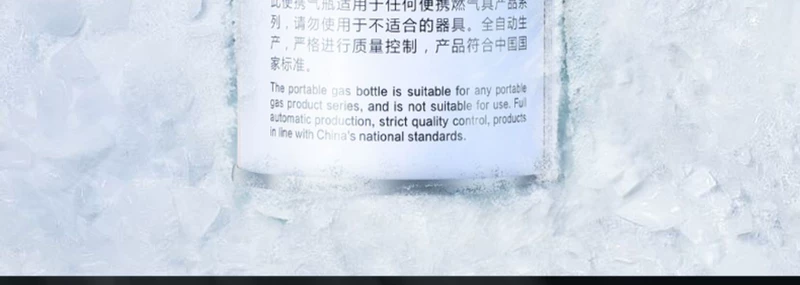 此便携气瓶适用于任何便携燃气具产品系
列，请勿使用于不适合的器具。全自动生
产，严格进行质量控制，产品符合中国国
家标准。
The portable gas bottle is suitable for any portable
gas product series, and is not suitable for use. Full
automatic production, strict quality control, products
in line with China's national standards.